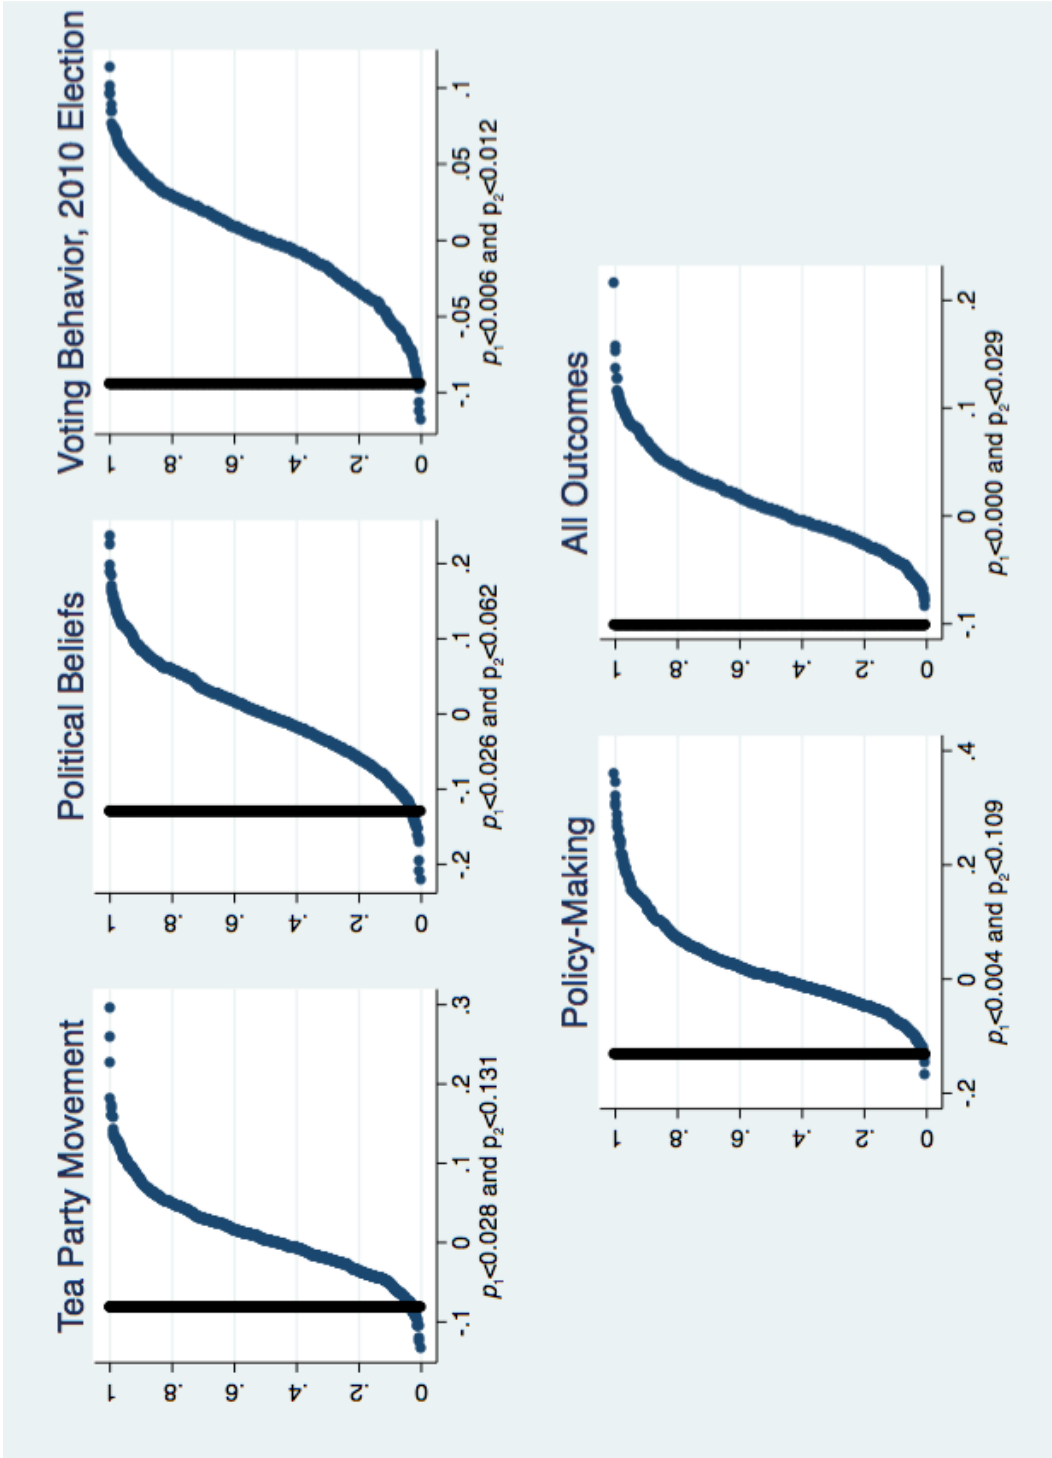 Tea Party Movement
1
.8
.6
.4
.2
0
-.1 0 .1 .2 .3
p₁<0.028 and p₂<0.131
Political Beliefs
1
.8
.6
.4
.2
0
-.2 -.1 0 .1 .2
p₁<0.026 and p₂<0.062
Voting Behavior, 2010 Election
1
.8
.6
.4
.2
0
-.1 -.05 0 .05 .1
p₁<0.006 and p₂<0.012
Policy-Making
1
.8
.6
.4
.2
0
-.2 0 .2 .4
p₁<0.004 and p₂<0.109
All Outcomes
1
.8
.6
.4
.2
0
-.1 0 .1 .2
p₁<0.000 and p₂<0.029